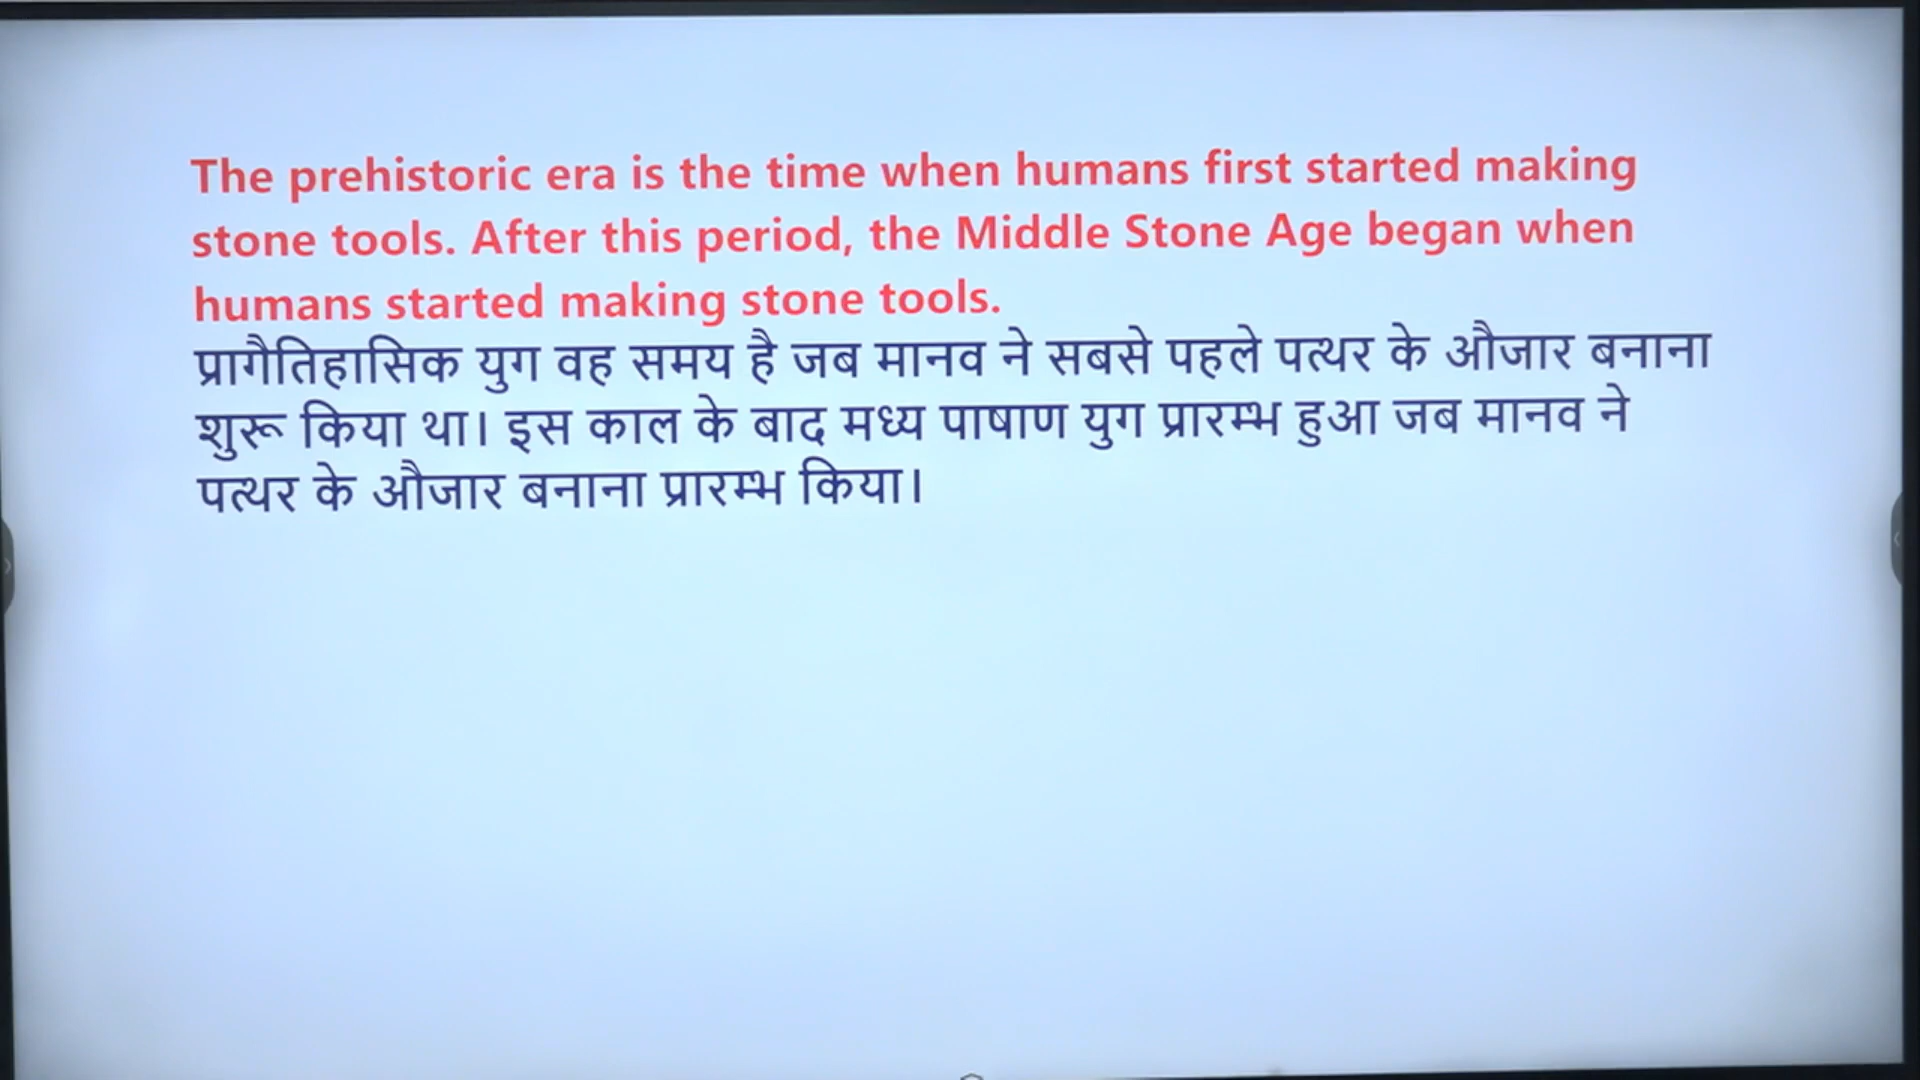 The prehistoric era is the time when humans first started making
stone tools. After this period, the Middle Stone Age began when
humans started making stone tools.
प्रागैतिहासिक युग वह समय है जब मानव ने सबसे पहले पत्थर के औजार बनाना
शुरू किया था। इस काल के बाद मध्य पाषाण युग प्रारम्भ हुआ जब मानव ने
पत्थर के औजार बनाना प्रारम्भ किया।